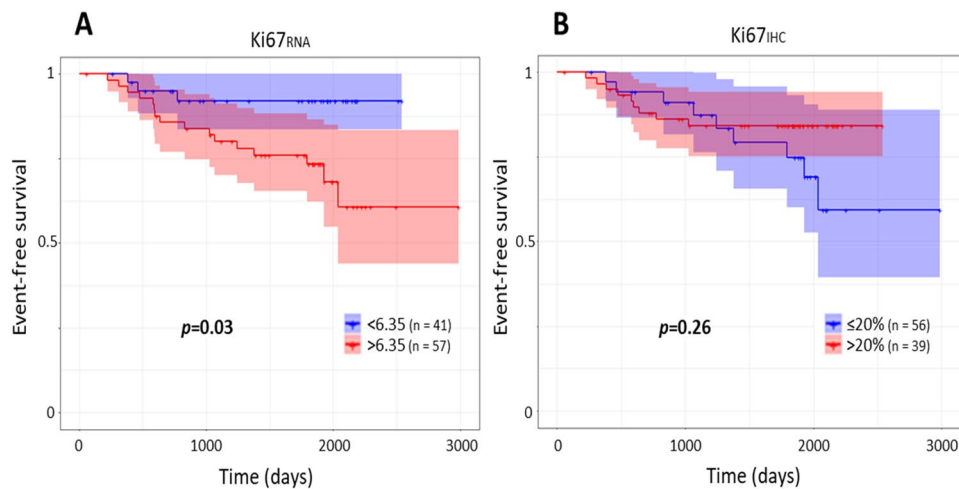 A
Ki67RNA
Event-free survival
1
0.5
0
p=0.03
<6.35 (n = 41)
>6.35 (n = 57)
0
1000
2000
3000
Time (days)
B
Ki67IHC
Event-free survival
1
0.5
0
p=0.26
≤20% (n = 56)
>20% (n = 39)
0
1000
2000
3000
Time (days)